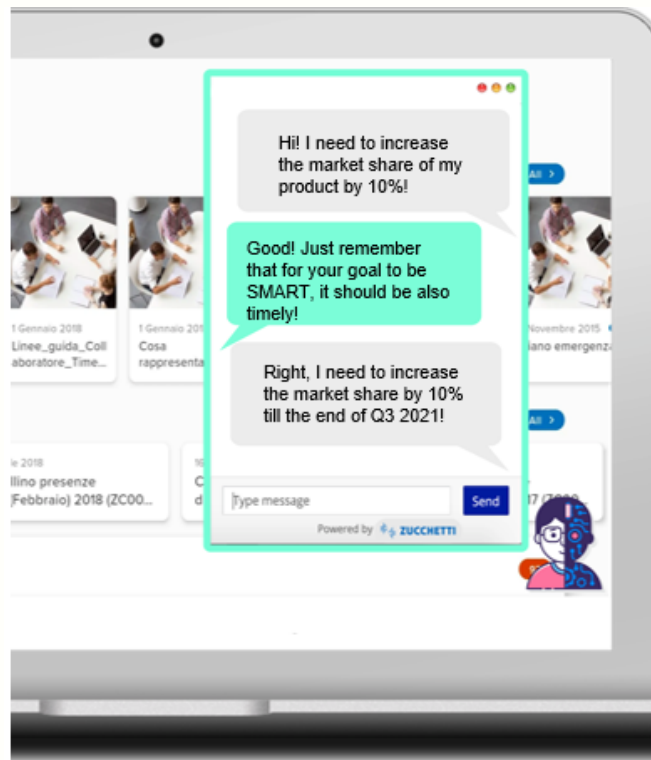 Hi! I need to increase
the market share of my
product by 10%!
All >
Good! Just remember
that for your goal to be
SMART, it should be also
timely!
1 Gennaio 2018
Linee_guida_Coll
aboratore_Time...
1 Gennaio 201
Cosa
rappresenta
Novembre 2015
iano emergenz
Right, I need to increase
the market share by 10%
till the end of Q3 2021!
All >
e 2018
llino presenze
(Febbraio) 2018 (ZC00...
16
C
d
Type message
Send
Powered by ZUCCHETTI